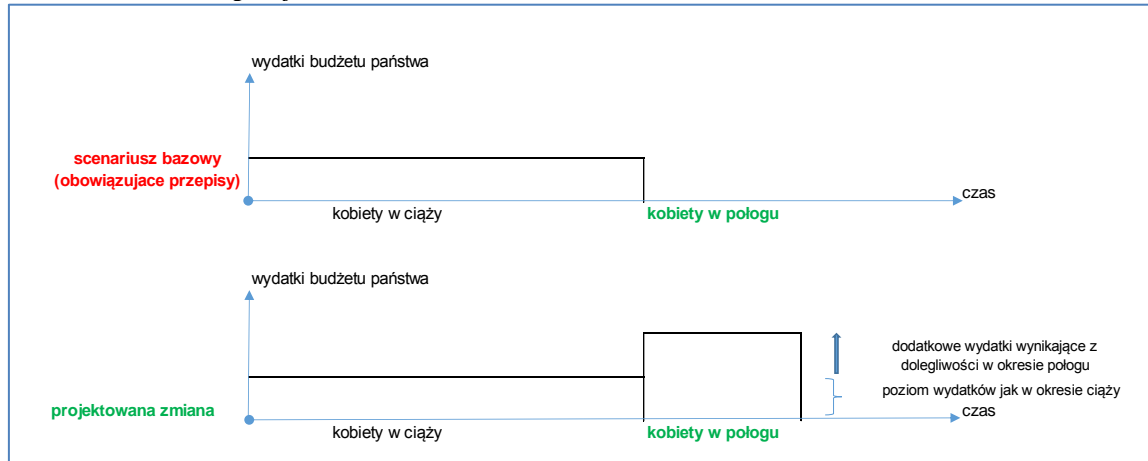 wydatki budżetu państwa
scenariusz bazowy
(obowiązujace przepisy)
czas
kobiety w ciąży
kobiety w połogu
wydatki budżetu państwa
dodatkowe wydatki wynikające z
dolegliwości w okresie połogu
poziom wydatków jak w okresie ciąży
projektowana zmiana
czas
kobiety w ciąży
kobiety w połogu